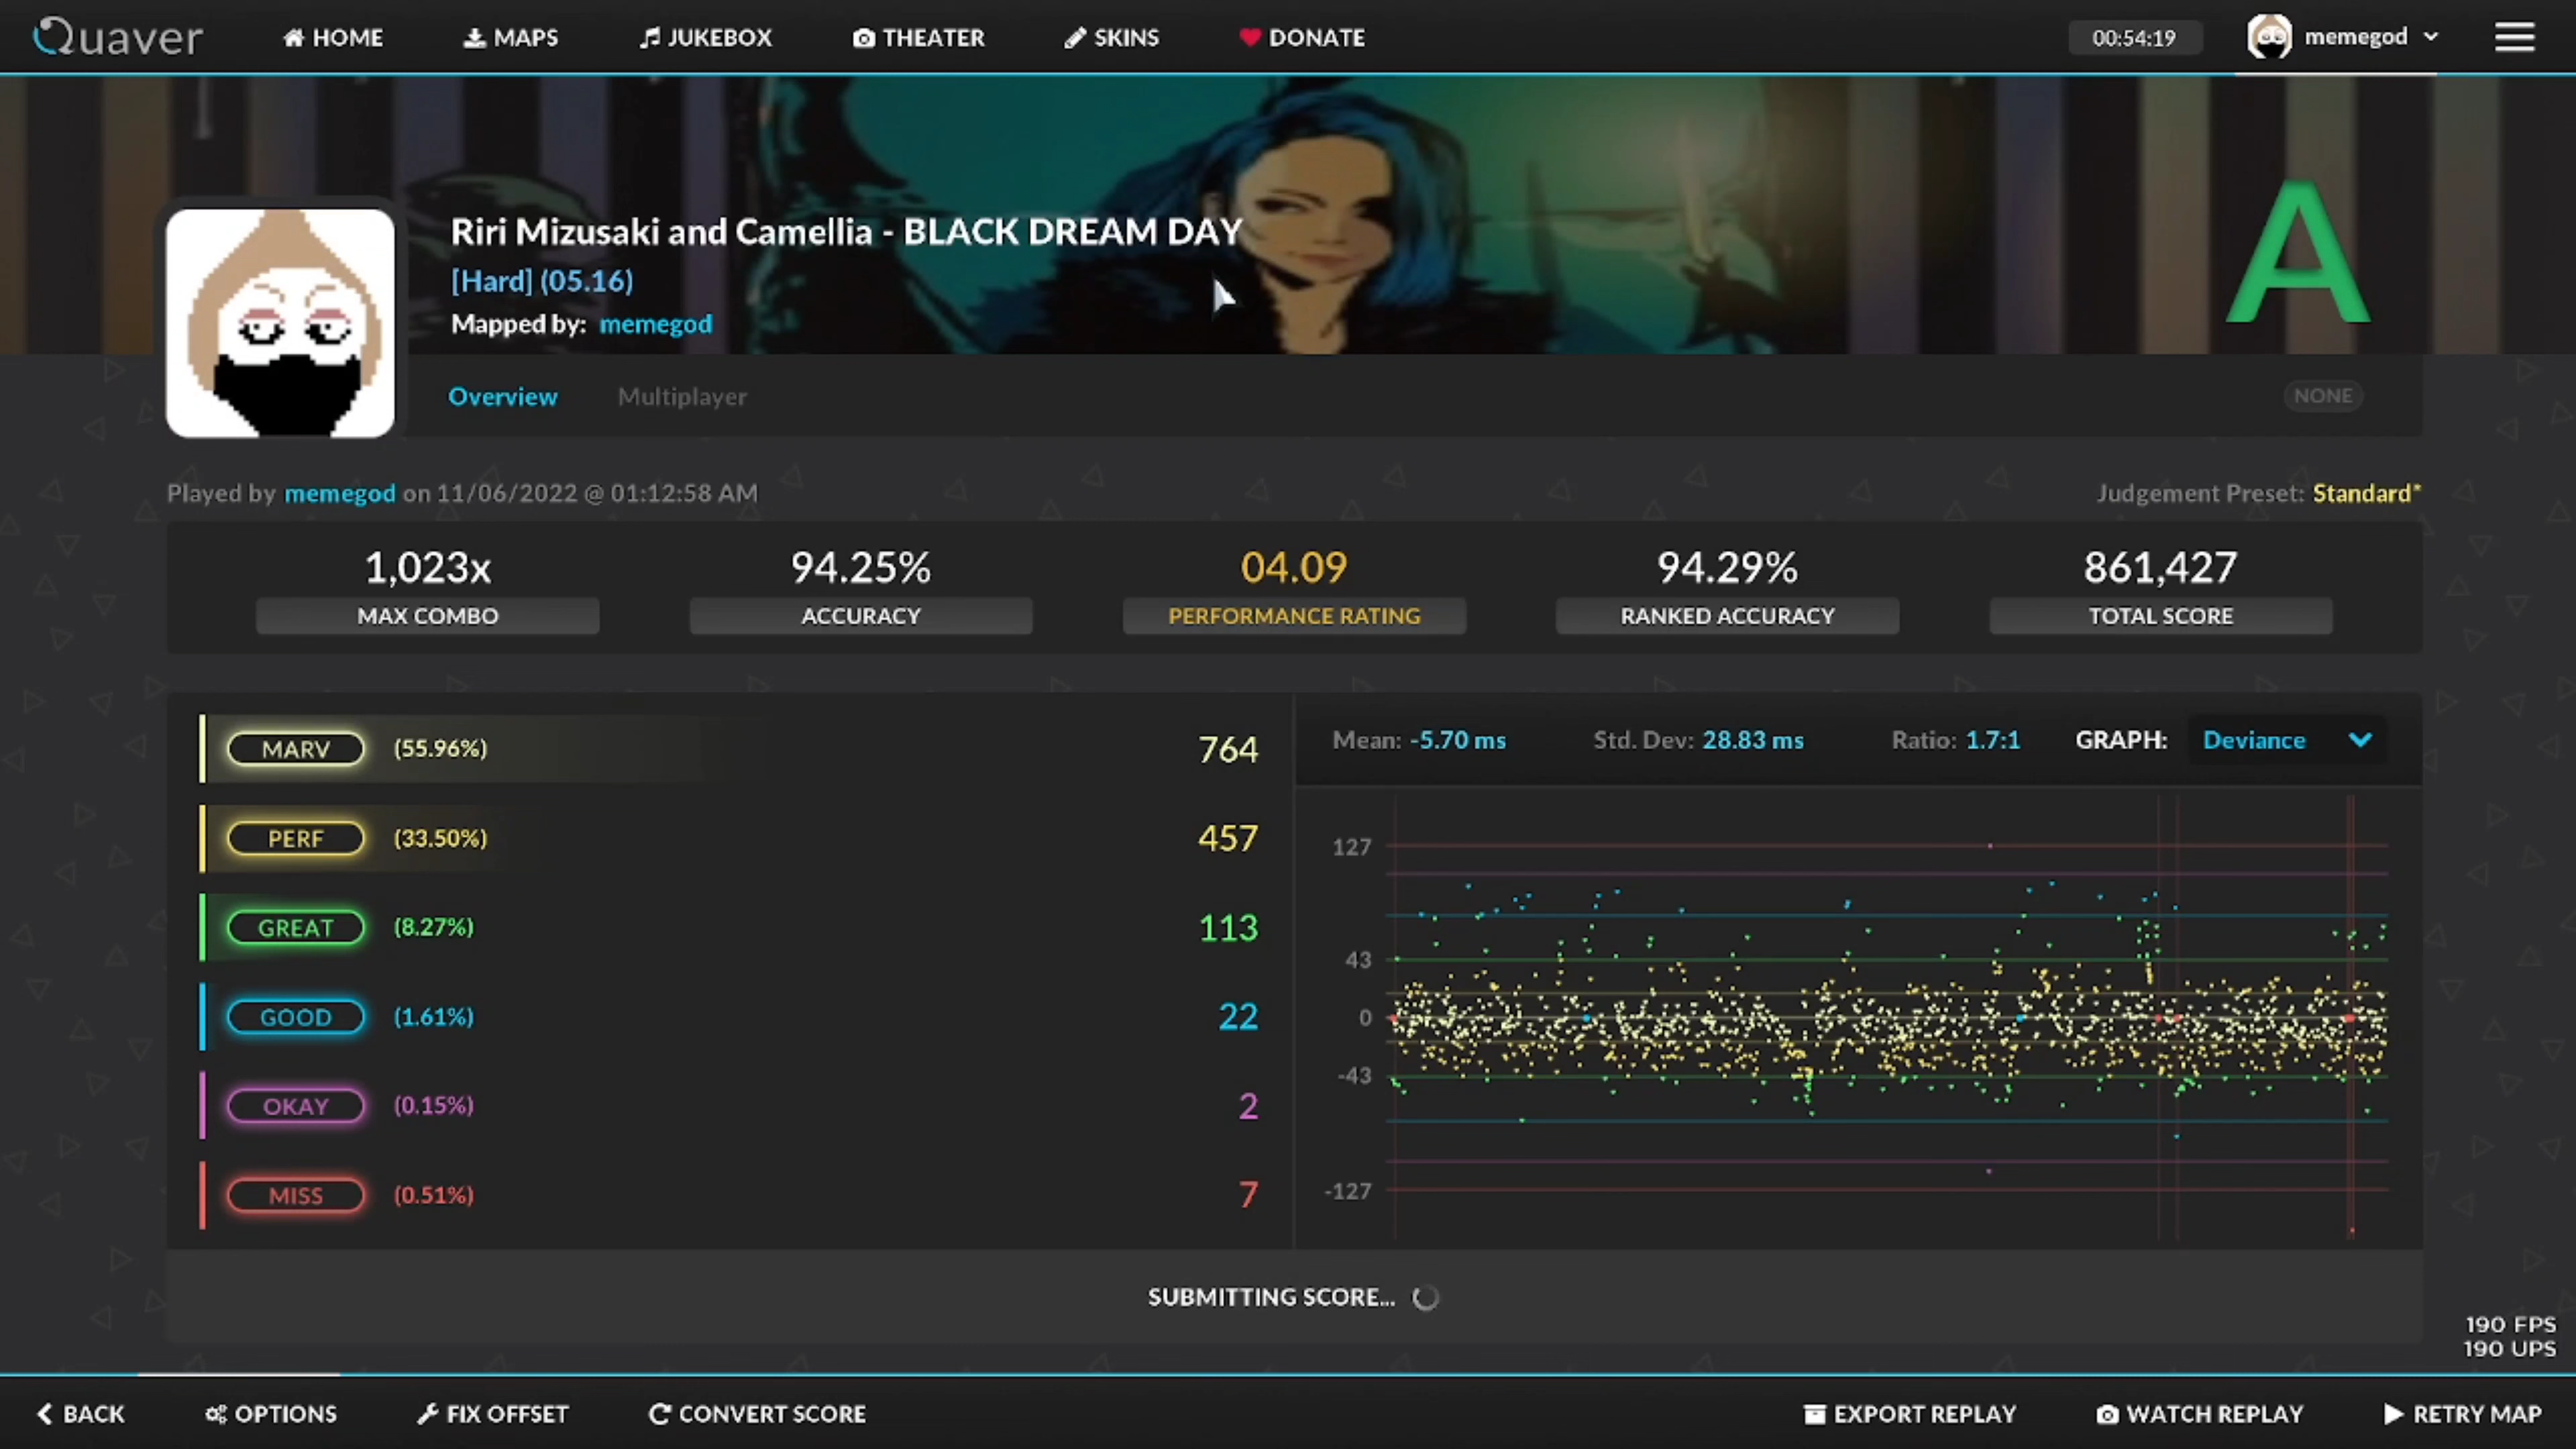 Quaver HOME MAPS JUKEBOX THEATER SKINS DONATE 00:54:19 memegod
Riri Mizusaki and Camellia - BLACK DREAM DAY
[Hard] (05.16)
Mapped by: memegod
A
Overview Multiplayer NONE
Played by memegod on 11/06/2022 @ 01:12:58 AM Judgement Preset: Standard*
1,023x 94.25% 04.09 94.29% 861,427
MAX COMBO ACCURACY PERFORMANCE RATING RANKED ACCURACY TOTAL SCORE
MARV (55.96%) 764
PERF (33.50%) 457
GREAT (8.27%) 113
GOOD (1.61%) 22
OKAY (0.15%) 2
MISS (0.51%) 7
Mean: -5.70 ms Std. Dev: 28.83 ms Ratio: 1.7:1 GRAPH: Deviance
127
43
0
-43
-127
SUBMITTING SCORE...
190 FPS
190 UPS
BACK OPTIONS FIX OFFSET CONVERT SCORE EXPORT REPLAY WATCH REPLAY RETRY MAP